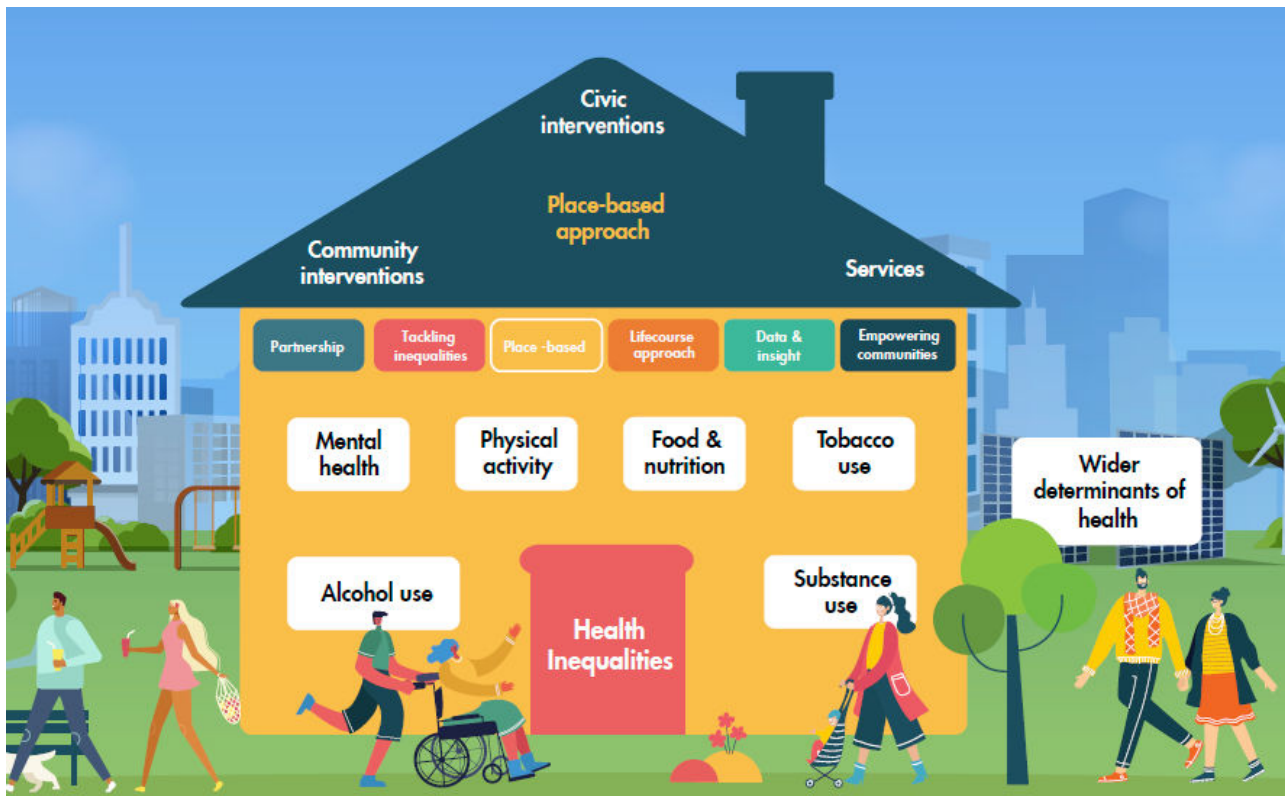 Civic
interventions
Place-based
approach
Community
interventions
Services
Partnership
Tackling
inequalities
Place -based
Lifecourse
approach
Data &
insight
Empowering
communities
Mental
health
Physical
activity
Food &
nutrition
Tobacco
use
Wider
determinants of
health
Alcohol use
Substance
use
Health
Inequalities